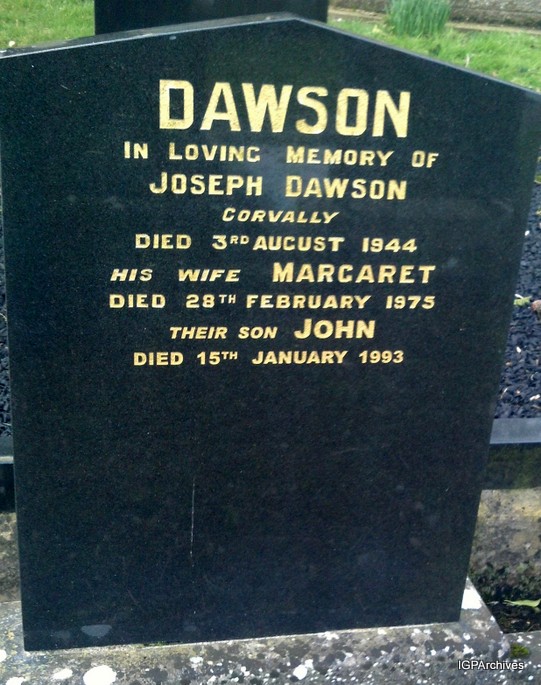 DAWSON
IN LOVING MEMORY OF
JOSEPH DAWSON
CORVALLY
DIED 3RD AUGUST 1944
HIS WIFE MARGARET
DIED 28TH FEBRUARY 1975
THEIR SON JOHN
DIED 15TH JANUARY 1993
IGPArchives